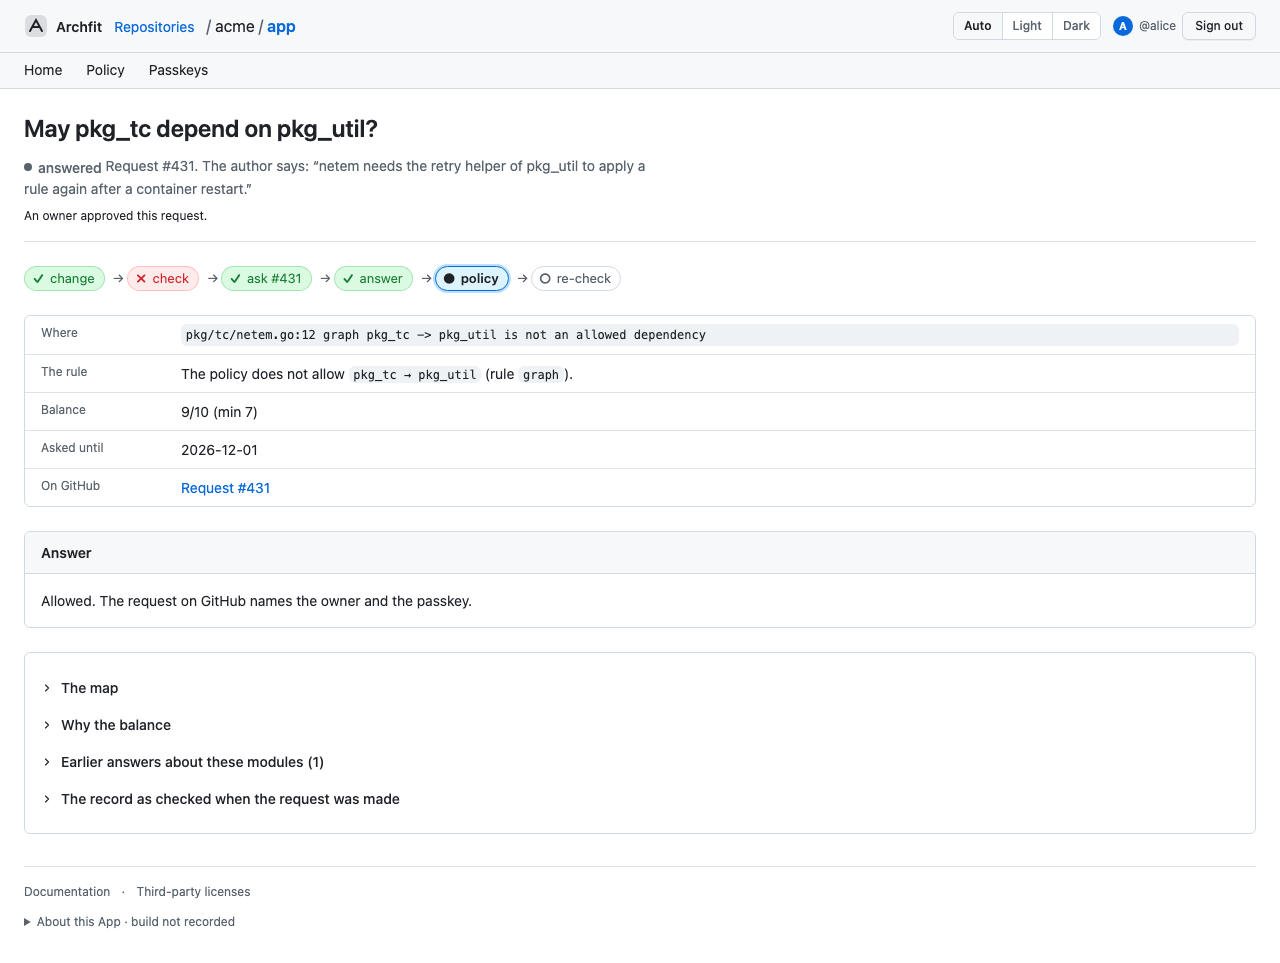 Archfit Repositories / acme / app
Auto Light Dark A @alice Sign out
Home Policy Passkeys
May pkg_tc depend on pkg_util?
answered Request #431. The author says: “netem needs the retry helper of pkg_util to apply a
rule again after a container restart.”
An owner approved this request.
change → check → ask #431 → answer → policy → re-check
Where pkg/tc/netem.go:12 graph pkg_tc —> pkg_util is not an allowed dependency
The rule The policy does not allow pkg_tc → pkg_util (rule graph ).
Balance 9/10 (min 7)
Asked until 2026-12-01
On GitHub Request #431
Answer
Allowed. The request on GitHub names the owner and the passkey.
The map
Why the balance
Earlier answers about these modules (1)
The record as checked when the request was made
Documentation · Third-party licenses
About this App · build not recorded